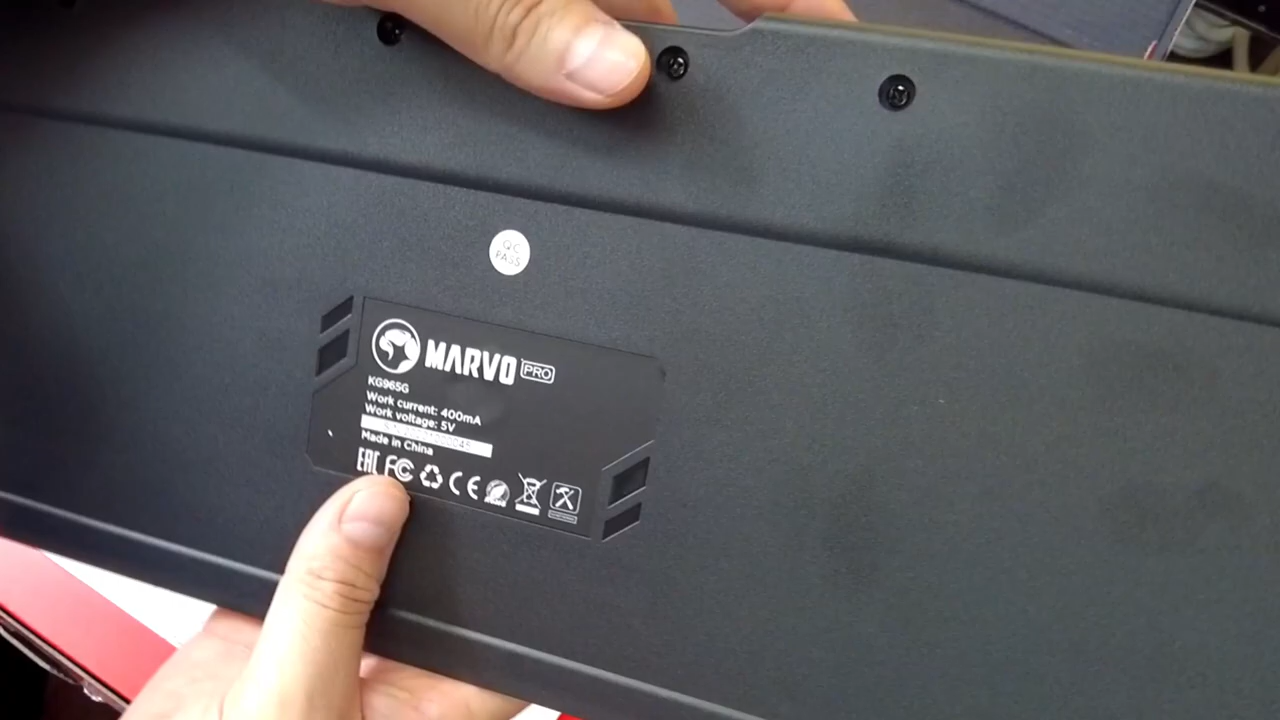 QC
PASS
MARVO PRO
KG965G
Work current: 400mA
Work voltage: 5V
Made in China
EAC FC CE